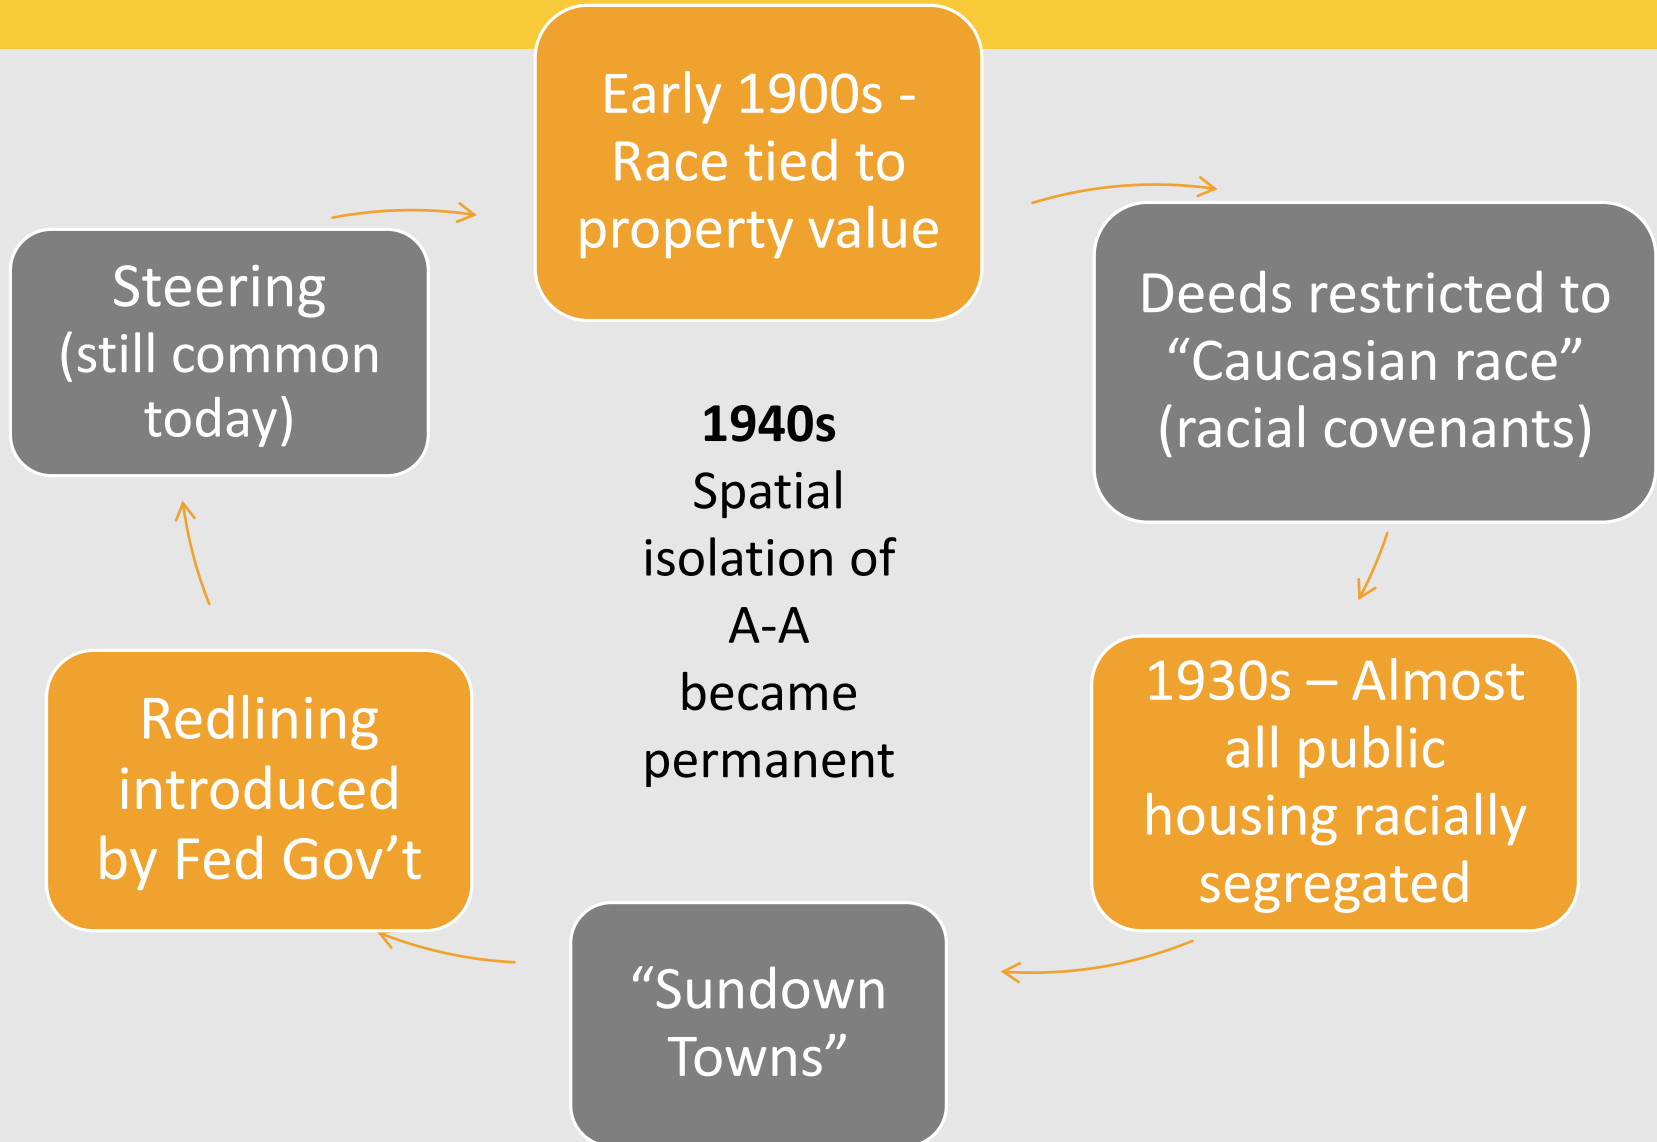 Early 1900s -
Race tied to
property value
Deeds restricted to
“Caucasian race”
(racial covenants)
1930s – Almost
all public
housing racially
segregated
“Sundown
Towns”
Redlining
introduced
by Fed Gov’t
Steering
(still common
today)
1940s
Spatial
isolation of
A-A
became
permanent